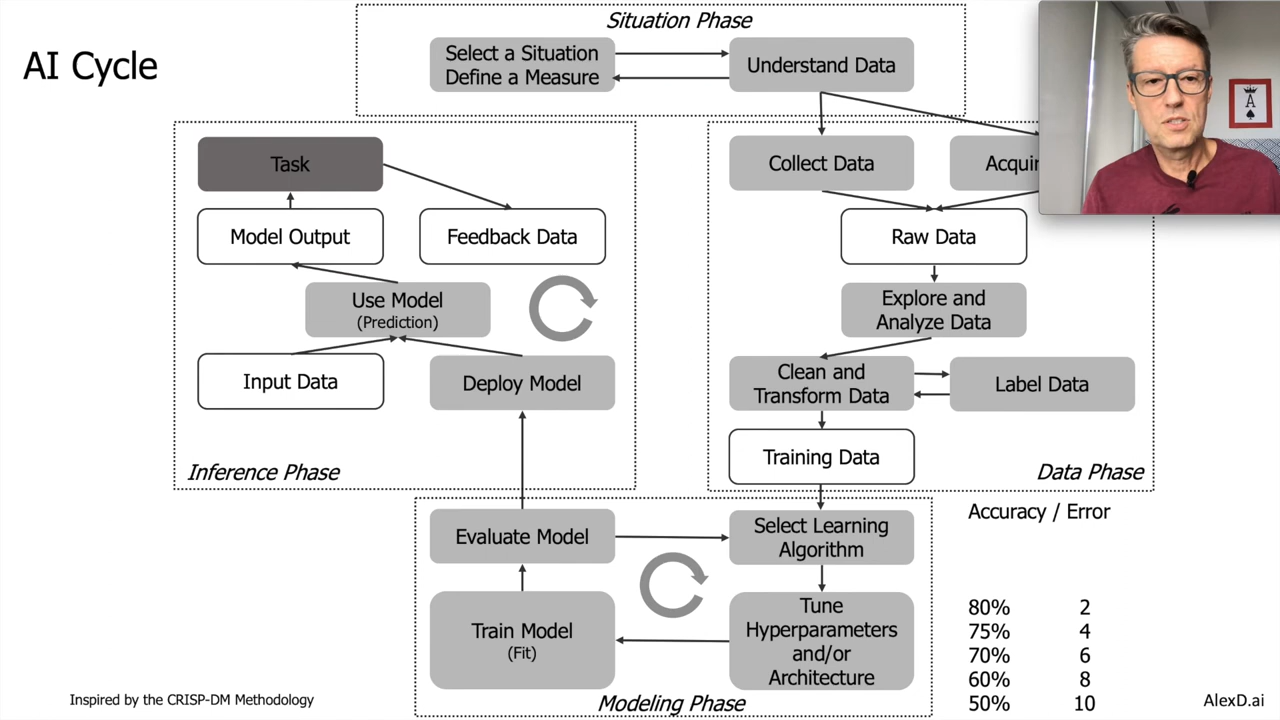 AI Cycle
Situation Phase
Select a Situation
Define a Measure
Understand Data
Task
Model Output
Feedback Data
Use Model
(Prediction)
Input Data
Deploy Model
Inference Phase
Collect Data
Raw Data
Explore and
Analyze Data
Clean and
Transform Data
Label Data
Training Data
Data Phase
Evaluate Model
Select Learning
Algorithm
Train Model
(Fit)
Tune
Hyperparameters
and/or
Architecture
Modeling Phase
Accuracy / Error
80% 2
75% 4
70% 6
60% 8
50% 10
A
Inspired by the CRISP-DM Methodology
AlexD.ai